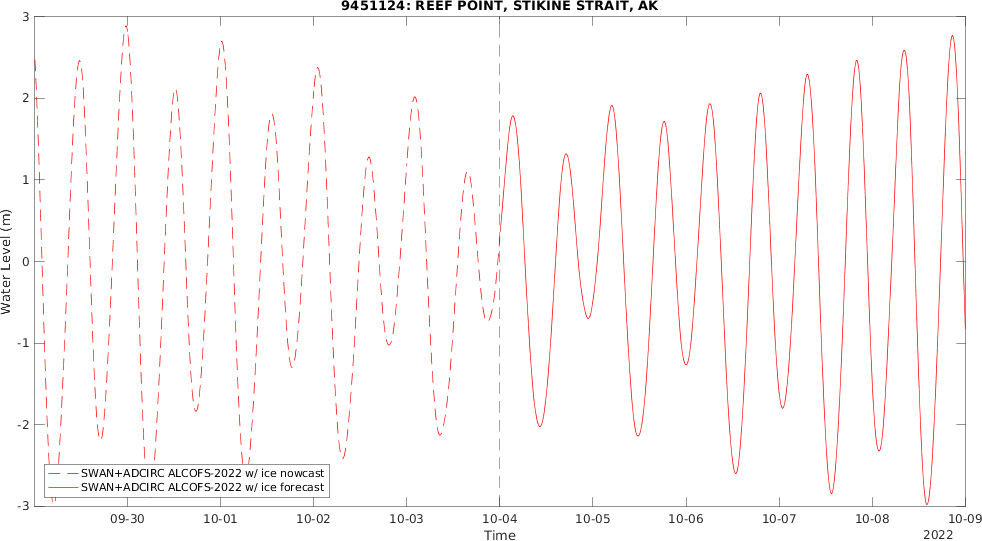 9451124: REEF POINT, STIKINE STRAIT, AK
3
2
1
0
-1
-2
-3
Water Level (m)
SWAN+ADCIRC ALCOFS-2022 w/ ice nowcast
SWAN+ADCIRC ALCOFS-2022 w/ ice forecast
09-30 10-01 10-02 10-03 10-04 10-05 10-06 10-07 10-08 10-09
Time
2022